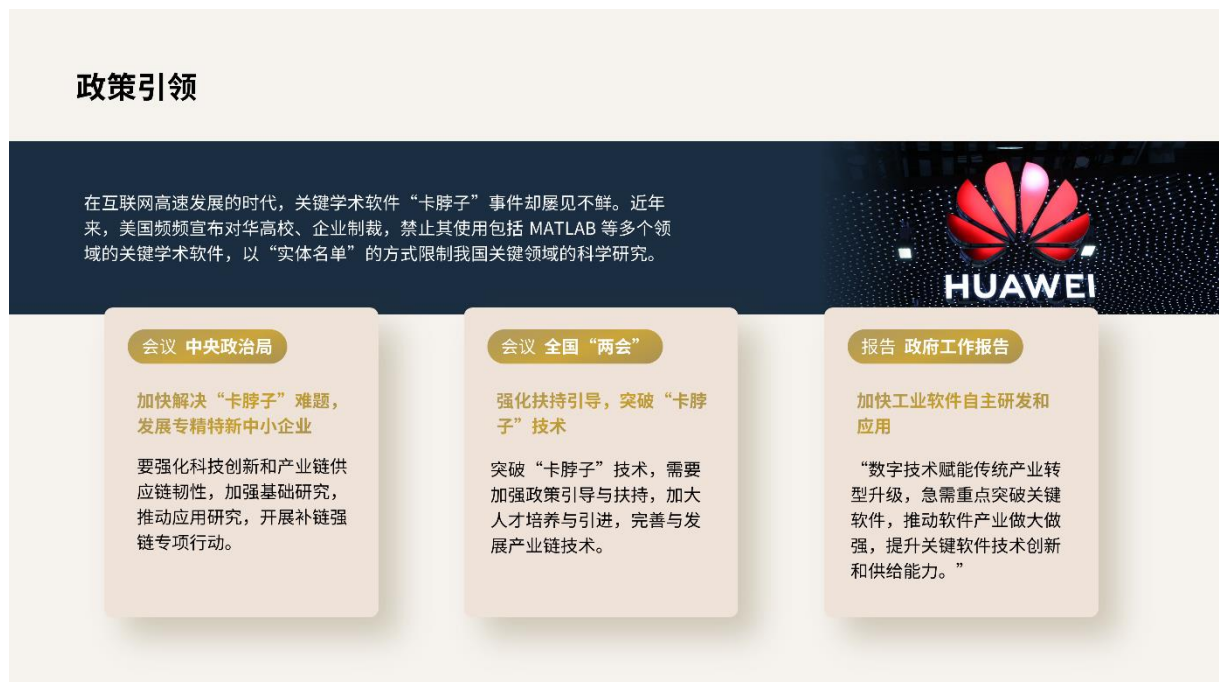 政策引领
在互联网高速发展的时代，关键学术软件“卡脖子”事件却屡见不鲜。近年
来，美国频频宣布对华高校、企业制裁，禁止其使用包括 MATLAB 等多个领
域的关键学术软件，以“实体名单”的方式限制我国关键领域的科学研究。
HUAWEI
会议 中央政治局
加快解决“卡脖子”难题，
发展专精特新中小企业
要强化科技创新和产业链供
应链韧性，加强基础研究，
推动应用研究，开展补链强
链专项行动。
会议 全国“两会”
强化扶持引导，突破“卡脖
子”技术
突破“卡脖子”技术，需要
加强政策引导与扶持，加大
人才培养与引进，完善与发
展产业链技术。
报告 政府工作报告
加快工业软件自主研发和
应用
“数字技术赋能传统产业转
型升级，急需重点突破关键
软件，推动软件产业做大做
强，提升关键软件技术创新
和供给能力。”